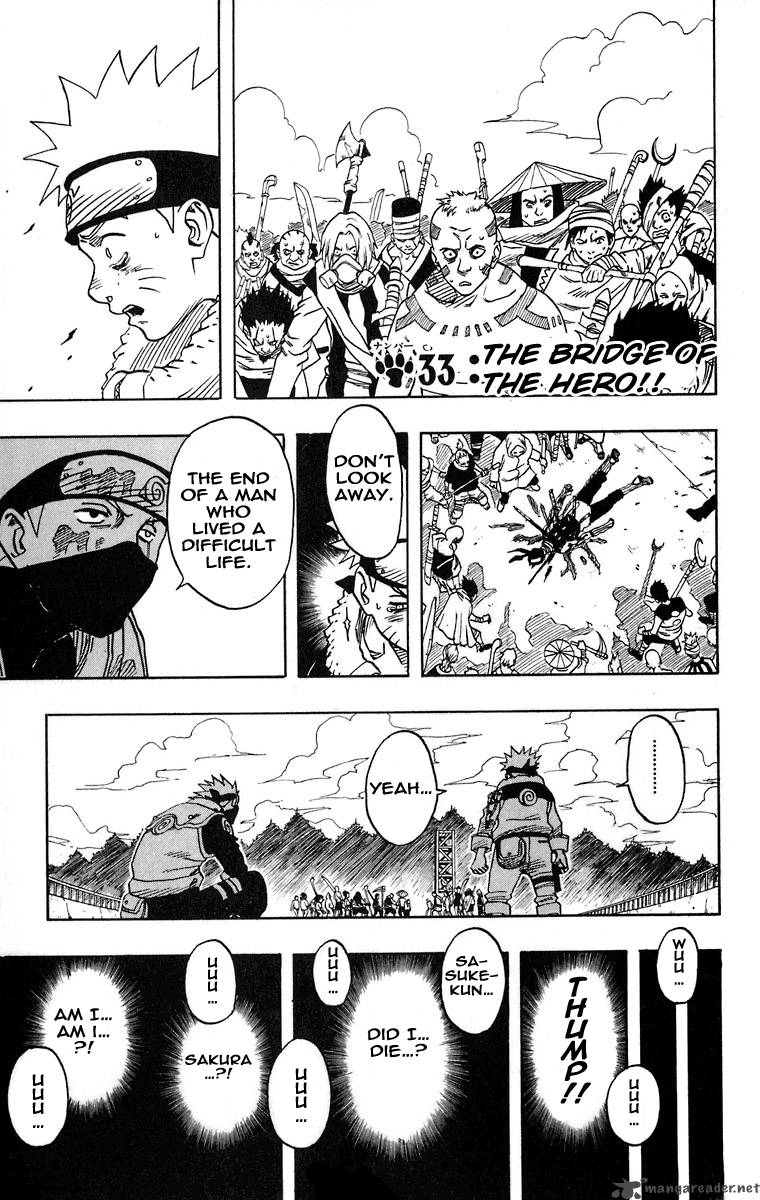 33 : THE BRIDGE OF
THE HERO!!
DON'T
LOOK
AWAY.
THE END
OF A MAN
WHO
LIVED A
DIFFICULT
LIFE.
.........
YEAH...
WUU
...
THUMP!!
UUU
...
SA-
SUKE-
KUN...
DID I...
DIE...?
UUU
...
UUU
...
UUU
...
SAKURA
...?!
AM I...
AM I...
?!
UUU
...
mangareader.net